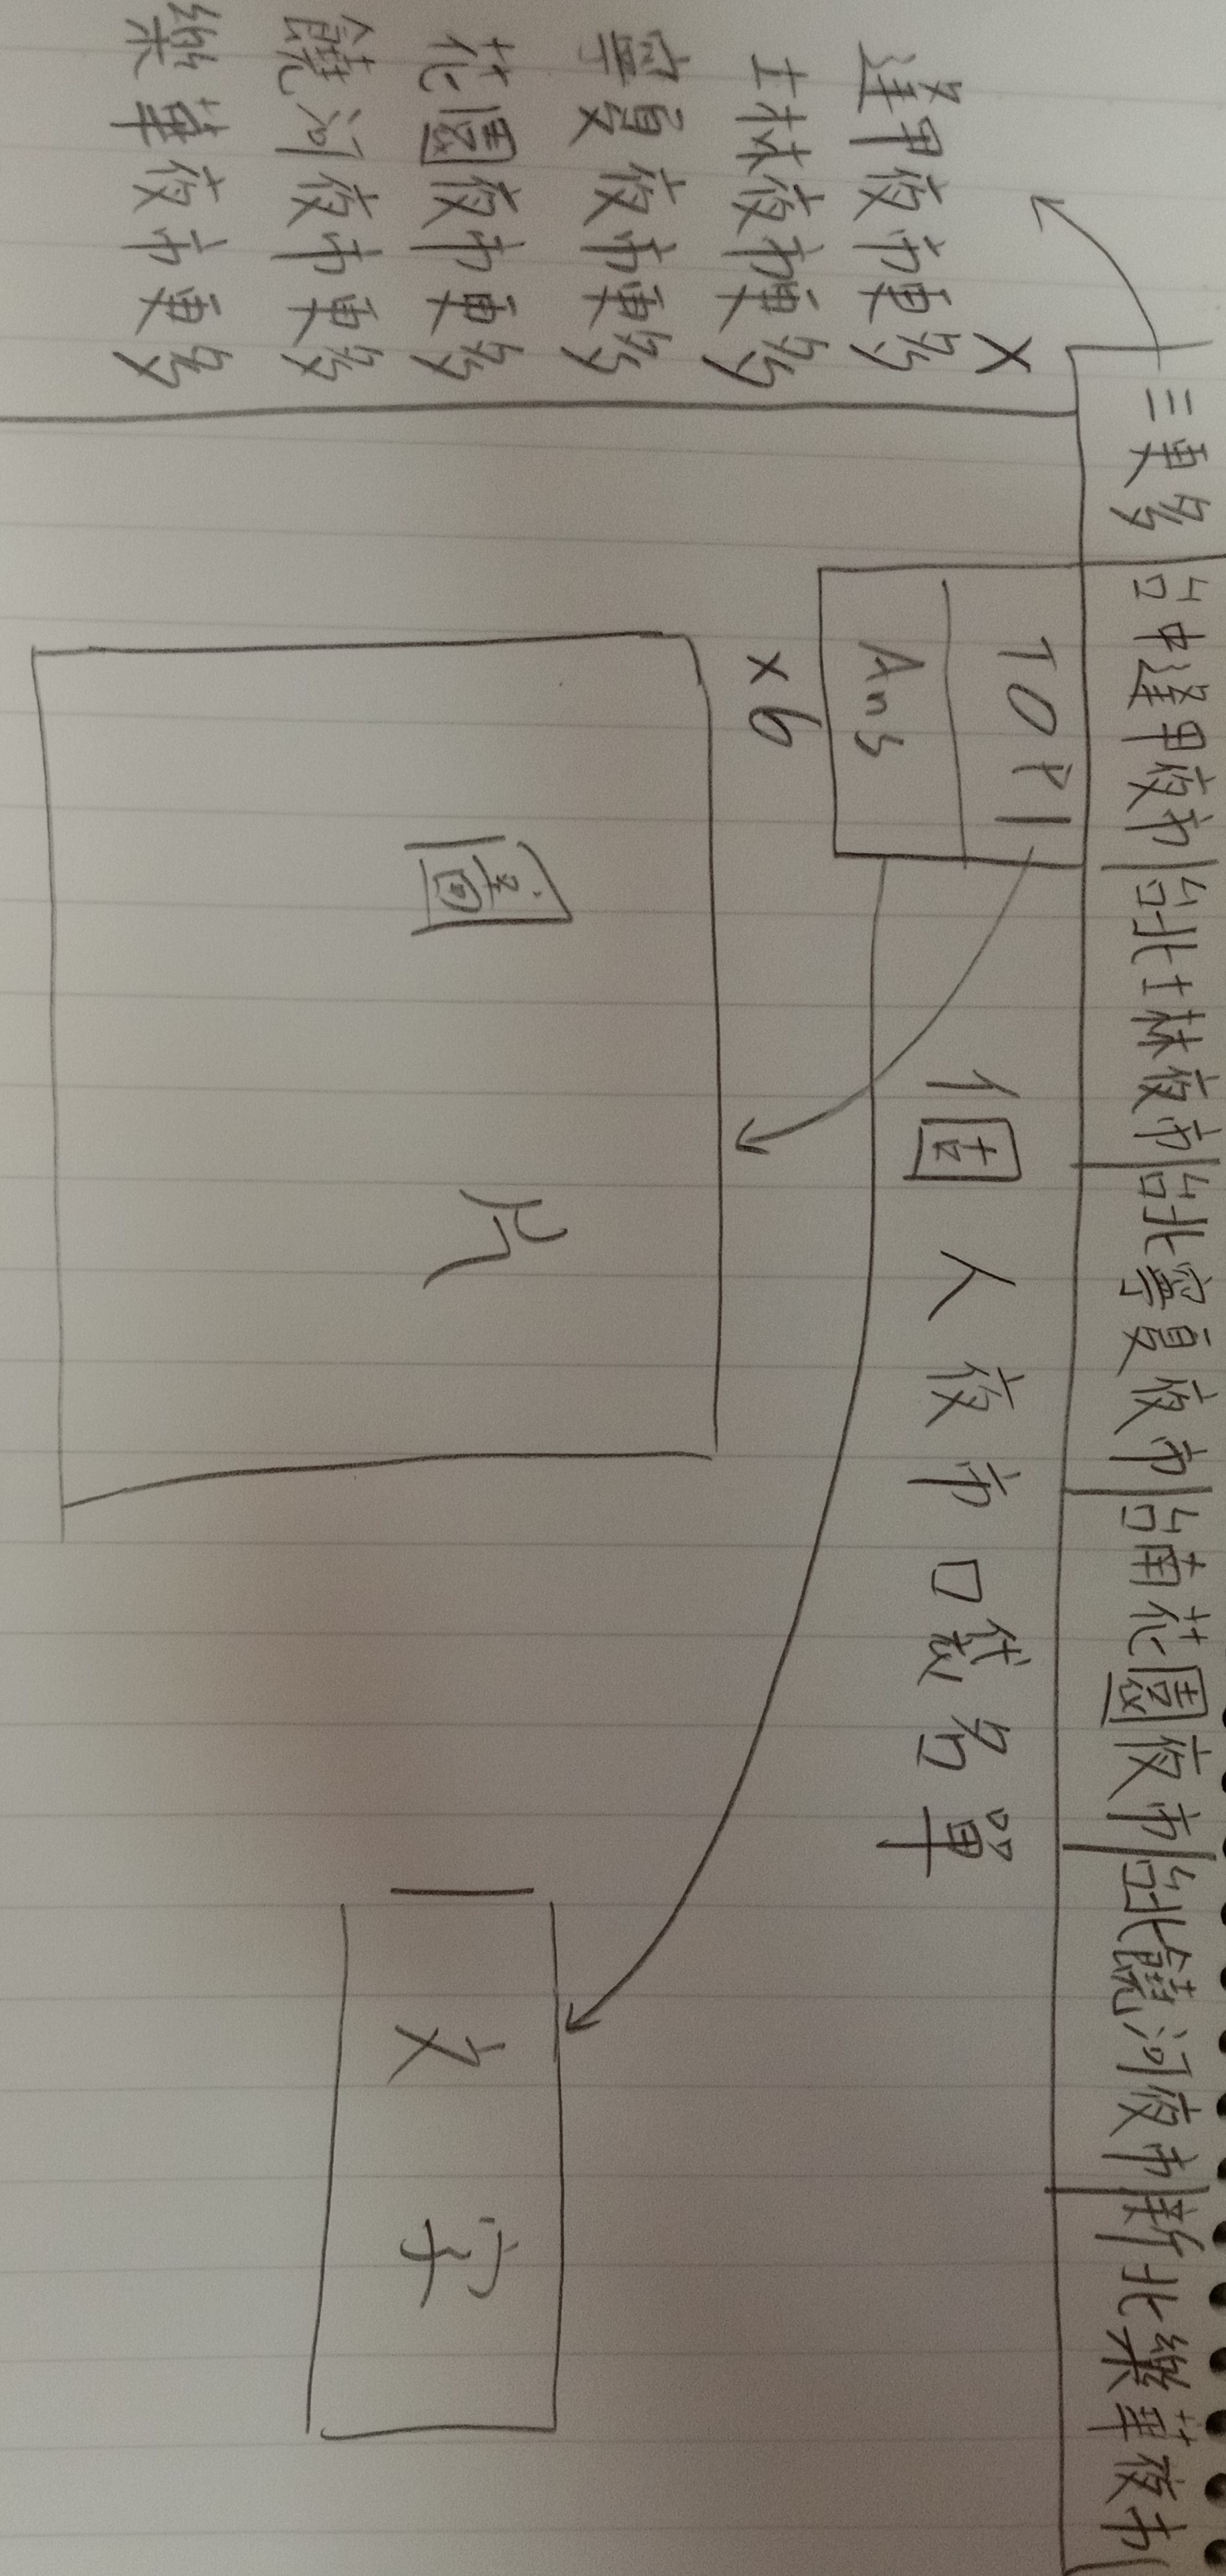 三更多
台中逢甲夜市
台北士林夜市
台北寧夏夜市
台南花園夜市
台北饒河夜市
新北樂華夜市
X
逢甲夜市更多
士林夜市更多
寧夏夜市更多
花園夜市更多
饒河夜市更多
樂華夜市更多
TOP1
Ans
x6
個人夜市口袋名單
圖片
文字